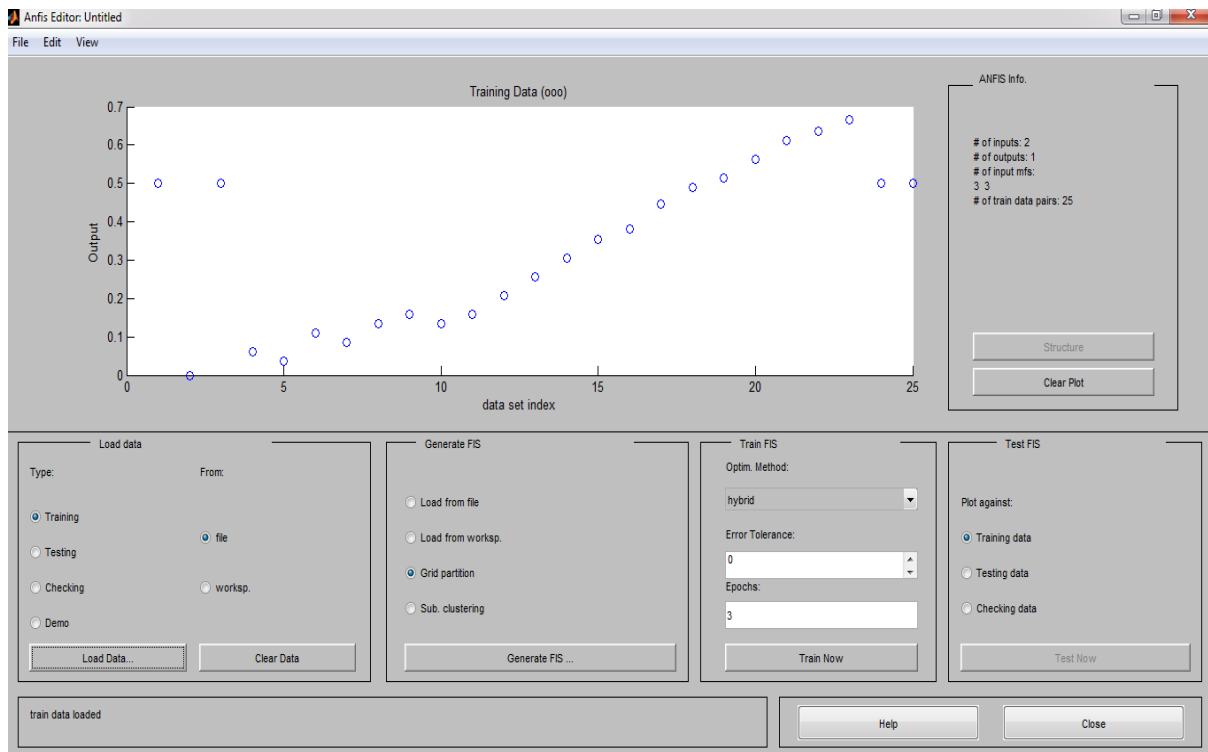 Anfis Editor: Untitled
File Edit View
Training Data (ooo)
0.7
0.6
0.5
0.4
0.3
0.2
0.1
0
Output
0 5 10 15 20 25
data set index
ANFIS Info.
# of inputs: 2
# of outputs: 1
# of input mfs:
3 3
# of train data pairs: 25
Structure
Clear Plot
Load data
Type: From:
Training
file
Testing
Checking
worksp.
Demo
Load Data... Clear Data
Generate FIS
Load from file
Load from worksp.
Grid partition
Sub. clustering
Generate FIS ...
Train FIS
Optim. Method:
hybrid
Error Tolerance:
0
Epochs:
3
Train Now
Test FIS
Plot against:
Training data
Testing data
Checking data
Test Now
train data loaded
Help Close